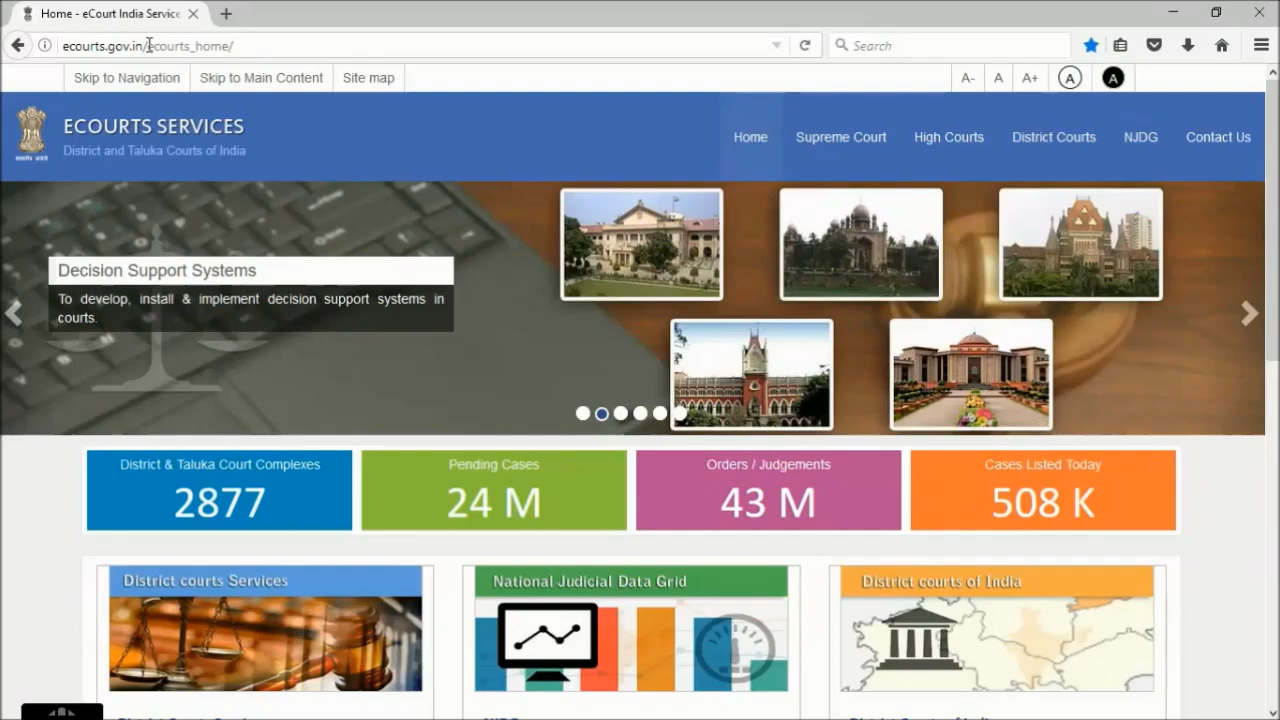 Home - eCourt India Service
ecourts.gov.in/ecourts_home/
Search
Skip to Navigation
Skip to Main Content
Site map
A-
A
A+
A
A
ECOURTS SERVICES
District and Taluka Courts of India
Home
Supreme Court
High Courts
District Courts
NJDG
Contact Us
Decision Support Systems
To develop, install & implement decision support systems in
courts.
District & Taluka Court Complexes
2877
Pending Cases
24 M
Orders / Judgements
43 M
Cases Listed Today
508 K
District courts Services
National Judicial Data Grid
District courts of India